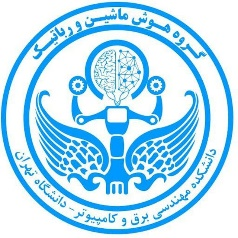 گروه هوش ماشین و رباتیک
دانشکده مهندسی برق و کامپیوتر - دانشگاه تهران